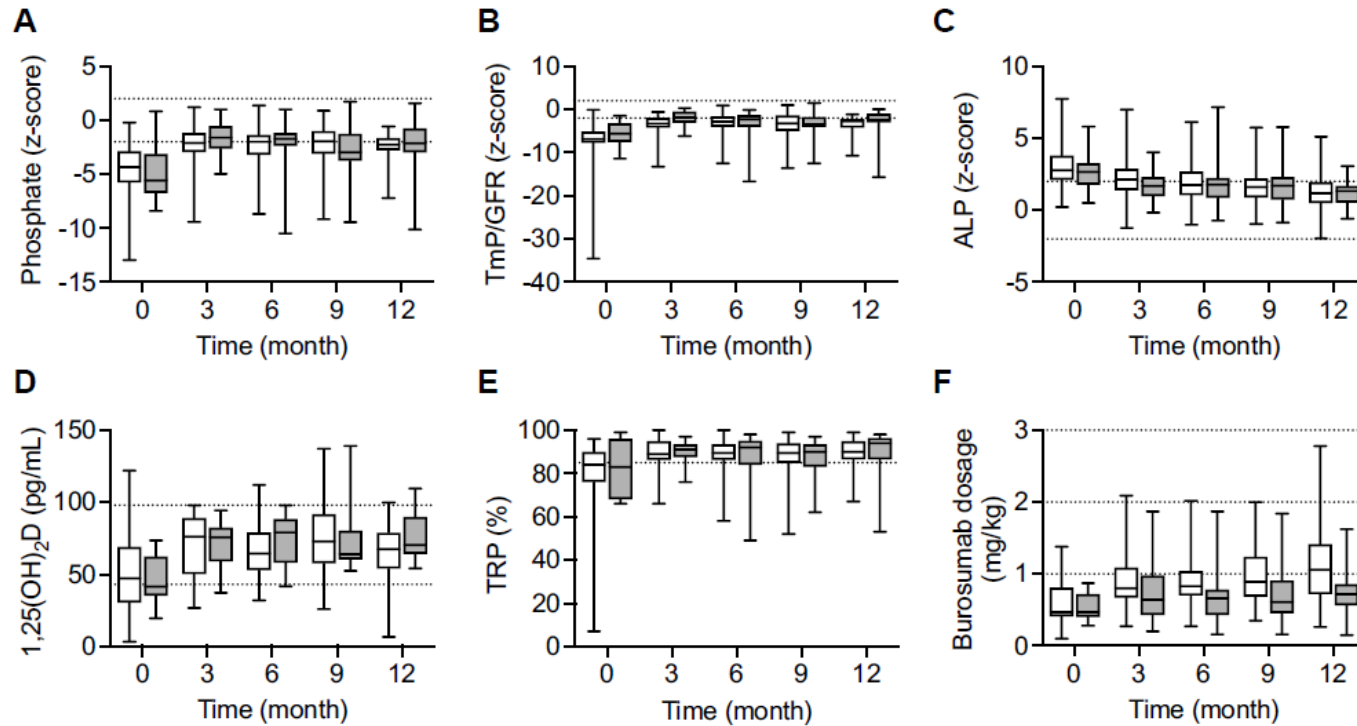 A
B
C
Phosphate (z-score)
5
0
-5
-10
-15
0 3 6 9 12
Time (month)
TmP/GFR (z-score)
10
0
-10
-20
-30
-40
0 3 6 9 12
Time (month)
ALP (z-score)
10
5
0
-5
0 3 6 9 12
Time (month)
D
E
F
1,25(OH)₂D (pg/mL)
150
100
50
0
0 3 6 9 12
Time (month)
TRP (%)
100
80
60
40
20
0
0 3 6 9 12
Time (month)
Burosumab dosage
(mg/kg)
3
2
1
0
0 3 6 9 12
Time (month)